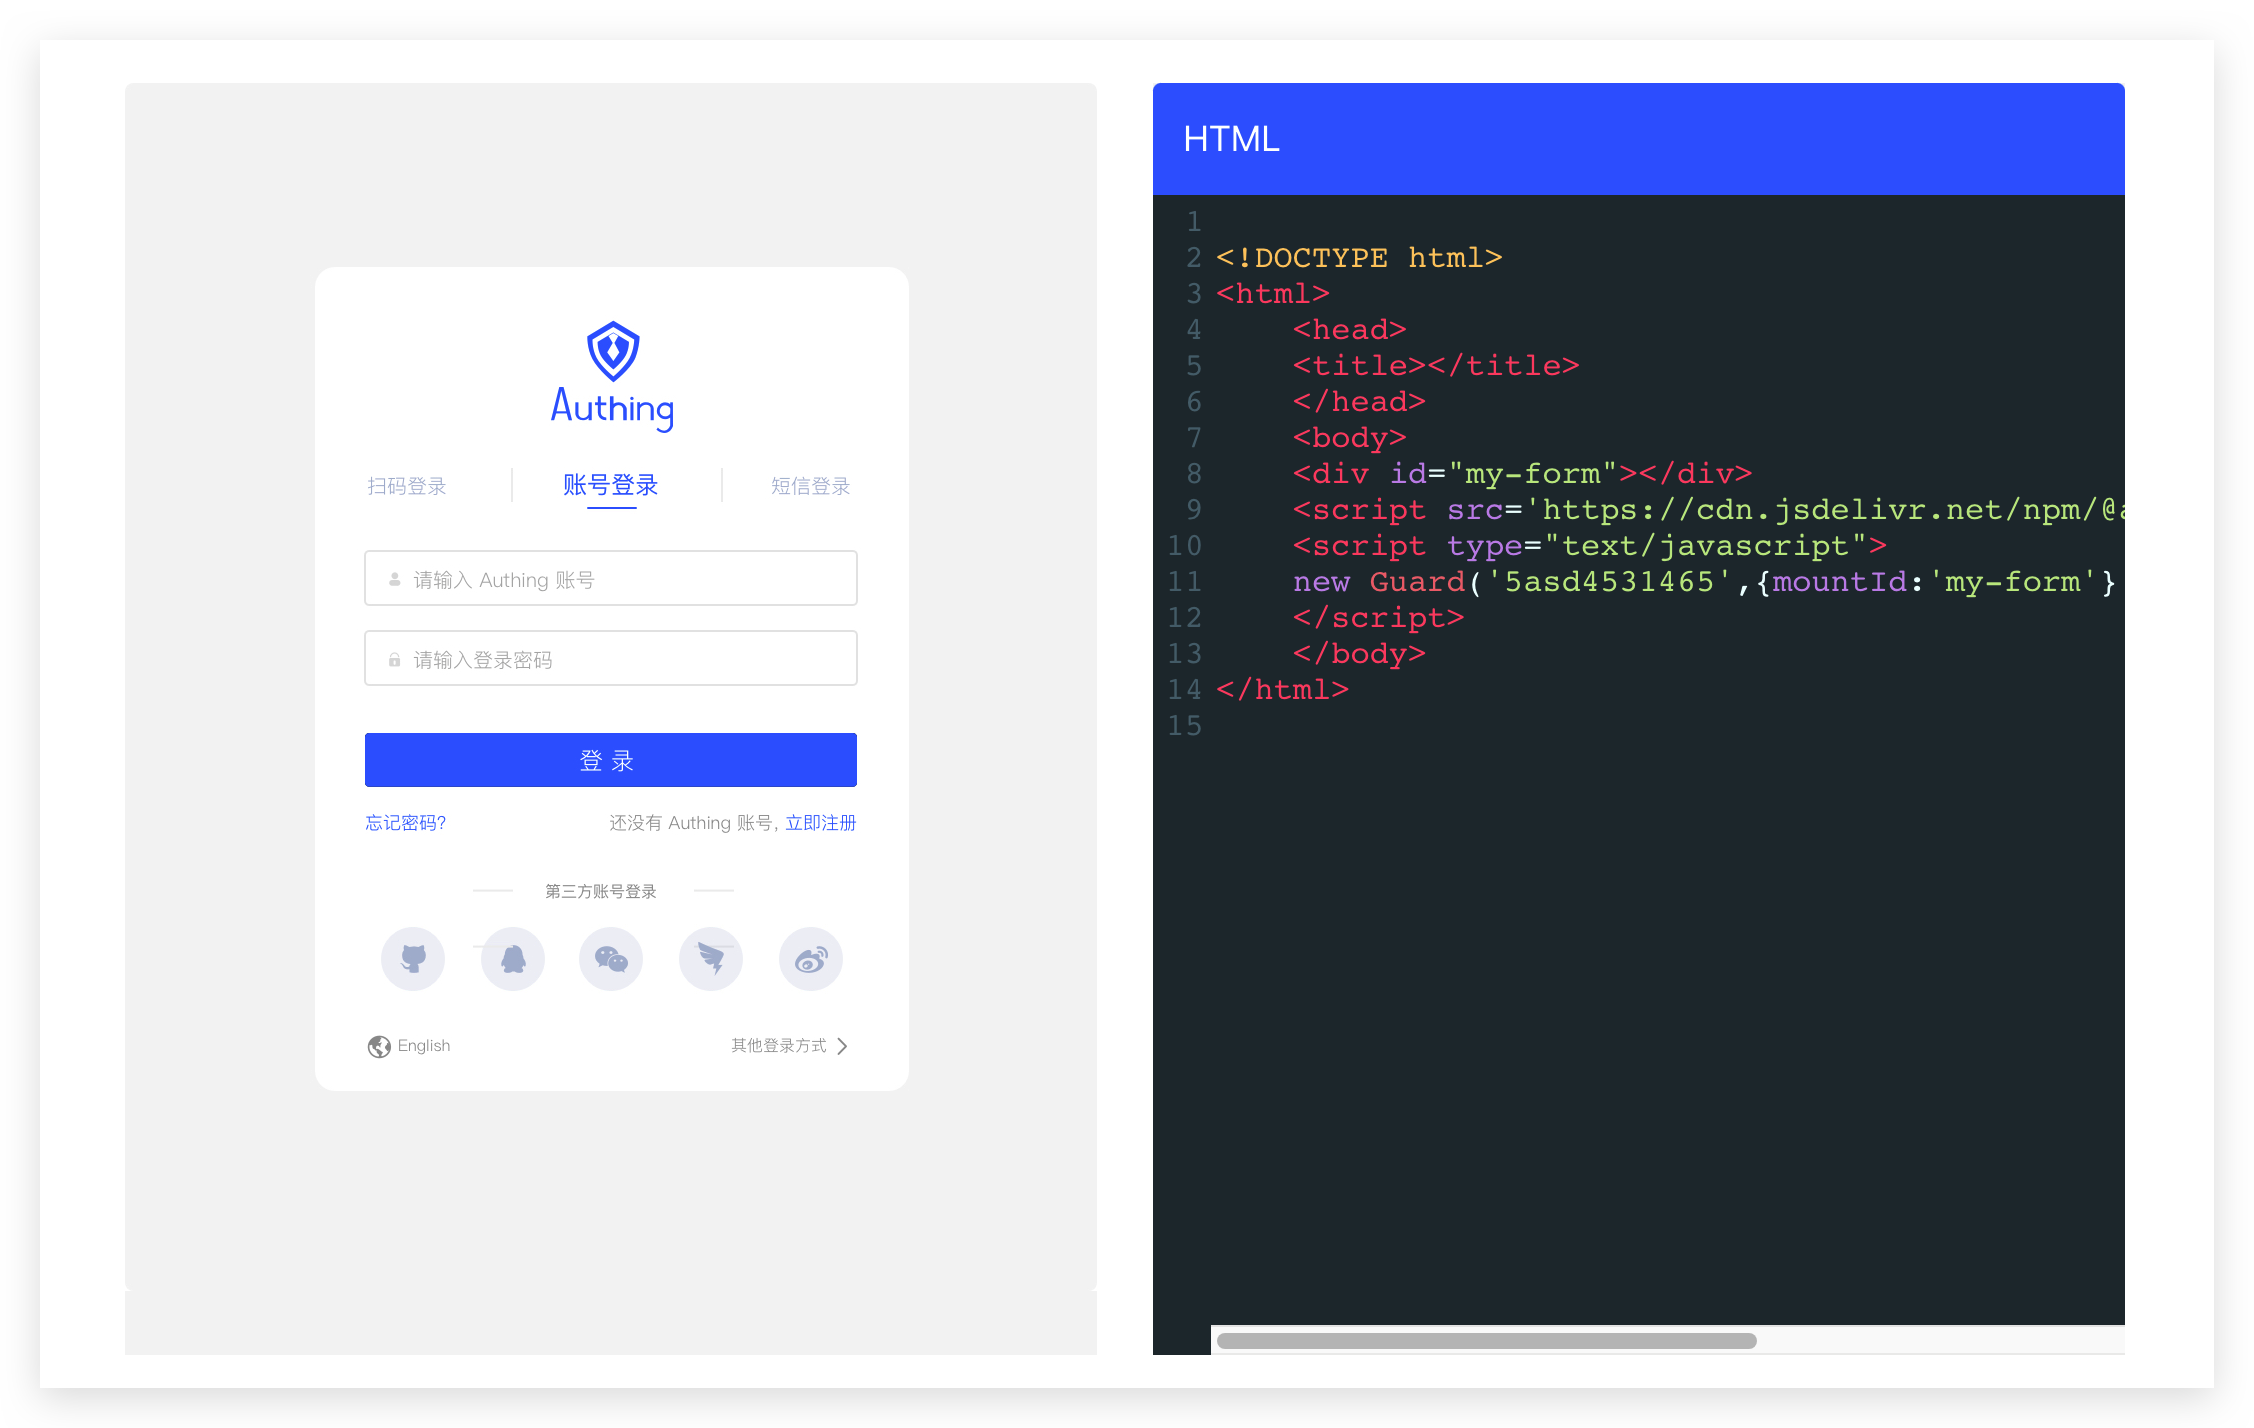 Authing
扫码登录
账号登录
短信登录
请输入 Authing 账号
请输入登录密码
登 录
忘记密码?
还没有 Authing 账号, 立即注册
第三方账号登录
English
其他登录方式
HTML
1
2 <!DOCTYPE html>
3 <html>
4 <head>
5 <title></title>
6 </head>
7 <body>
8 <div id="my-form"></div>
9 <script src='https://cdn.jsdelivr.net/npm/@
10 <script type="text/javascript">
11 new Guard('5asd4531465',{mountId:'my-form'}
12 </script>
13 </body>
14 </html>
15